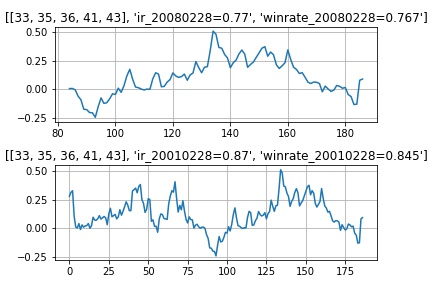 [[33, 35, 36, 41, 43], 'ir_20080228=0.77', 'winrate_20080228=0.767']
0.50
0.25
0.00
−0.25
80 100 120 140 160 180
[[33, 35, 36, 41, 43], 'ir_20010228=0.87', 'winrate_20010228=0.845']
0.50
0.25
0.00
−0.25
0 25 50 75 100 125 150 175